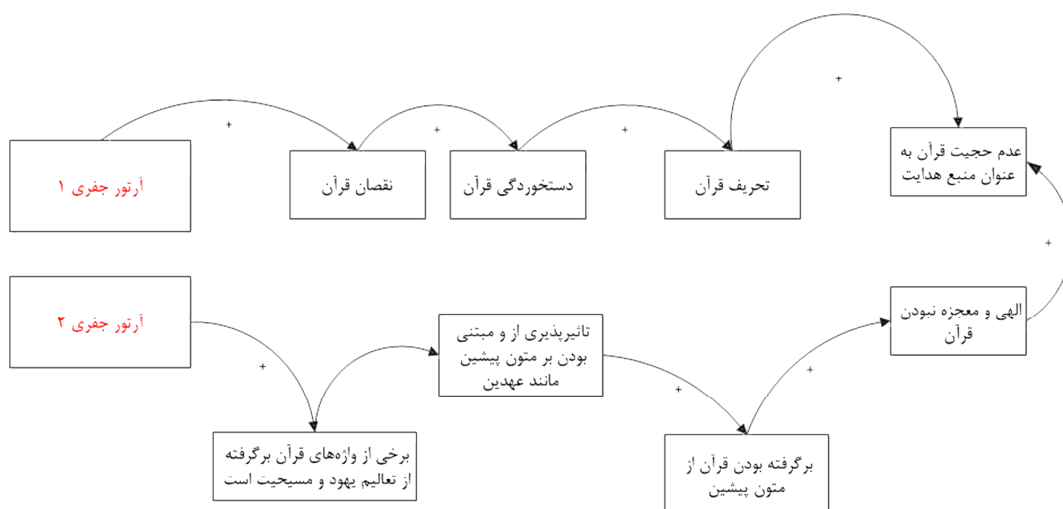 آرتور جفری ۱
نقصان قرآن
دستخوردگی قرآن
تحریف قرآن
عدم حجیت قرآن به
عنوان منبع هدایت
+
+
+
+
آرتور جفری ۲
برخی از واژه‌های قرآن برگرفته
از تعالیم یهود و مسیحیت است
تاثیرپذیری از و مبتنی
بودن بر متون پیشین
مانند عهدین
برگرفته بودن قرآن از
متون پیشین
الهی و معجزه نبودن
قرآن
+
+
+
+